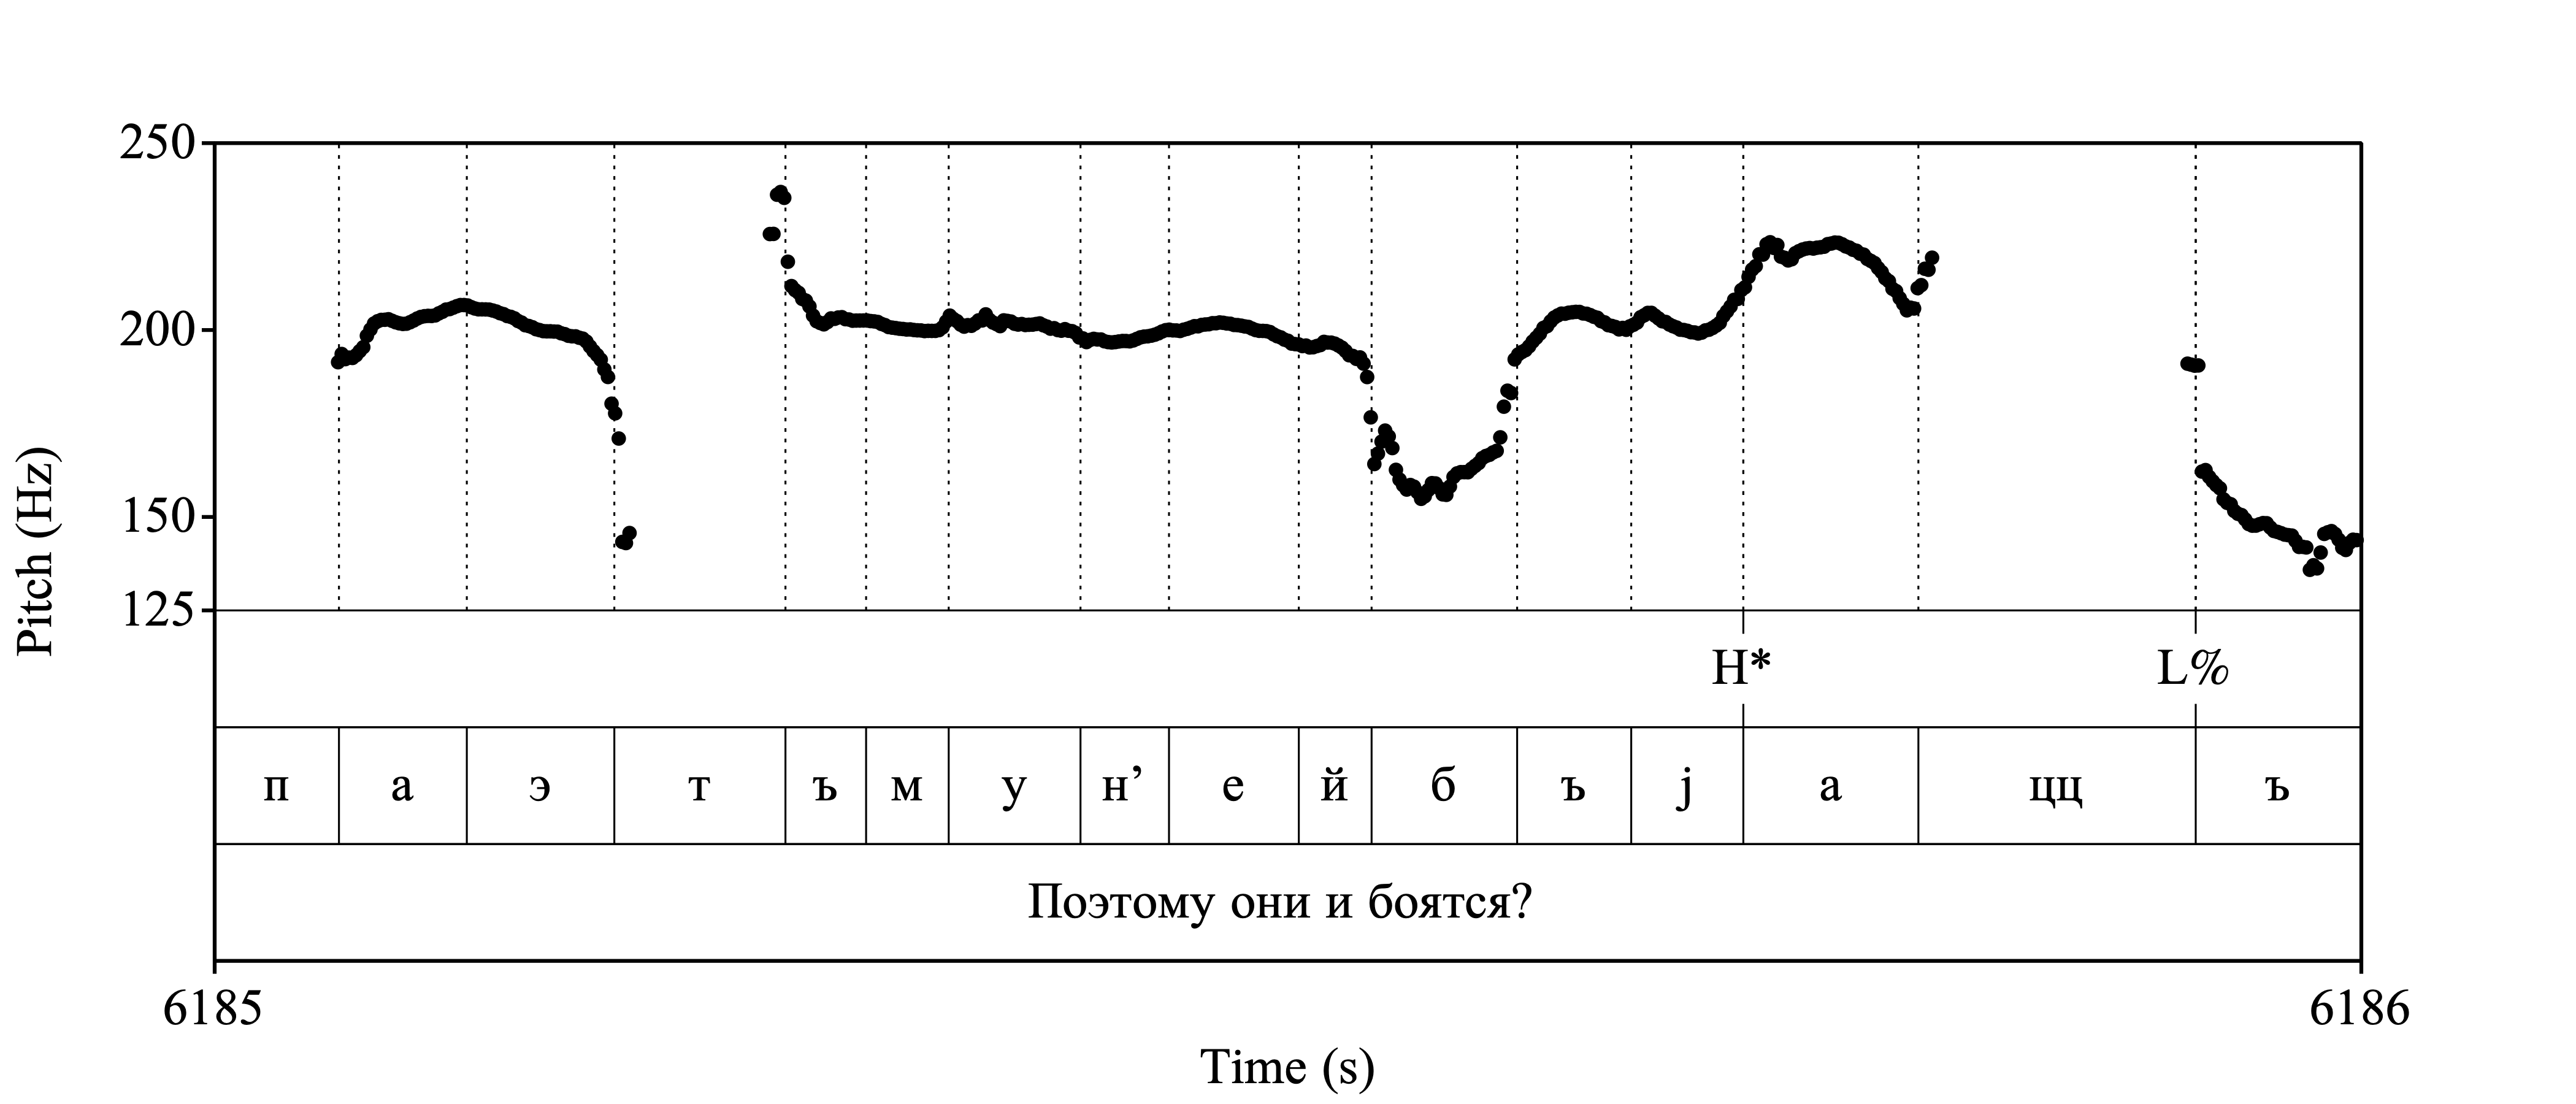 250
200
150
125
Pitch (Hz)
H* L%
п а э т ъ м у н’ е й б ъ j а цц ъ
Поэтому они и боятся?
6185 6186
Time (s)